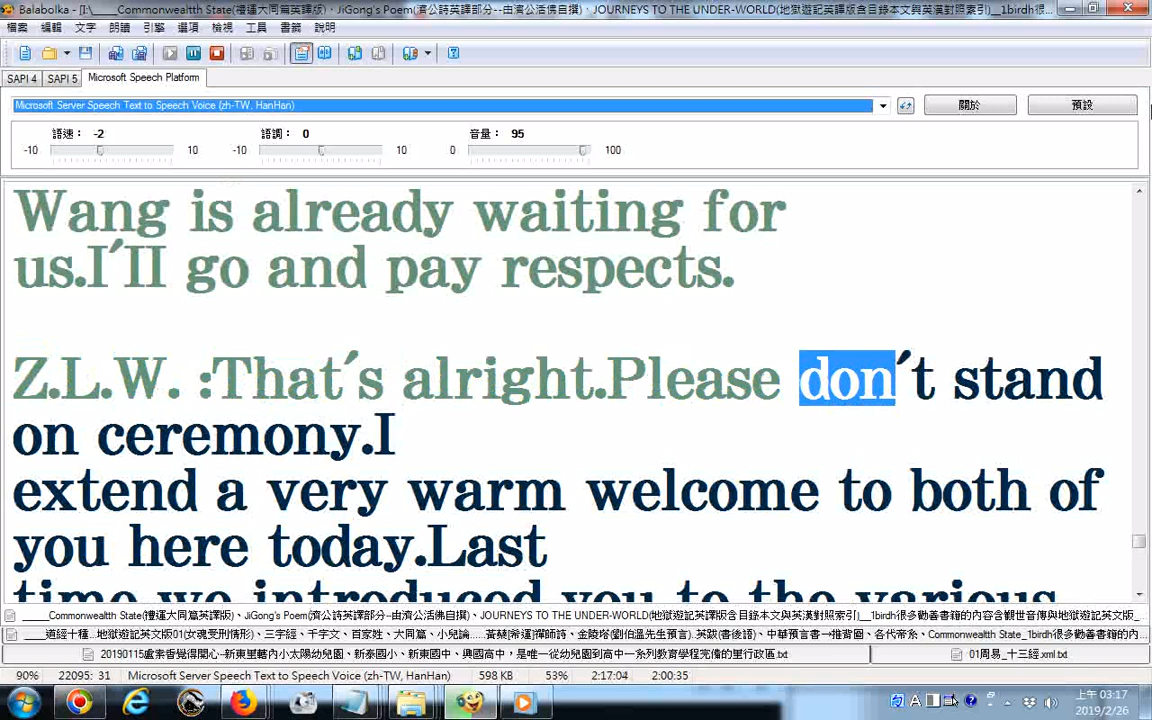 Balabolka - [I:\_____Commonwealtth State(禮運大同篇英譯版)、JiGong's Poem(濟公詩英譯部分--由濟公活佛自撰)、JOURNEYS TO THE UNDER-WORLD(地獄遊記英譯版含目錄本文與英漢對照索引)__1birdh很...
檔案 編輯 文字 朗讀 引擎 選項 檢視 工具 書籤 說明
SAPI 4 SAPI 5 Microsoft Speech Platform
Microsoft Server Speech Text to Speech Voice (zh-TW, HanHan) 關於 預設
語速： -2 語調： 0 音量： 95
-10 10 -10 10 0 100
Wang is already waiting for
us.I´II go and pay respects.
Z.L.W. :That´s alright.Please don´t stand
on ceremony.I
extend a very warm welcome to both of
you here today.Last
time we introduced you to the various
_____Commonwealtth State(禮運大同篇英譯版)、JiGong's Poem(濟公詩英譯部分--由濟公活佛自撰)、JOURNEYS TO THE UNDER-WORLD(地獄遊記英譯版含目錄本文與英漢對照索引)__1birdh很多勸善書籍的內容含觀世音傳與地獄遊記英文版_
道經十種...地獄遊記英文版01(女魂受刑情形)、三字經、千字文、百家姓、大同篇、小兒論......黃蘗[希運]禪師詩、金陵塔(劉伯溫先生預言).英跋(書後語)、中華預言書一推背圖、各代帝系、Commonwealth State_1birdh很多勸善書籍的內...
20190115盧素香覺得開心--新東里轄內小太陽幼兒園、新泰國小、新東國中、興國高中，是唯一從幼兒園到高中一系列教育學程完備的里行政區.txt 01周易_十三經.xml.txt
90% 22095: 31 Microsoft Server Speech Text to Speech Voice (zh-TW, HanHan) 598 KB 53% 2:17:04 2:00:35
上午 03:17
2019/2/26